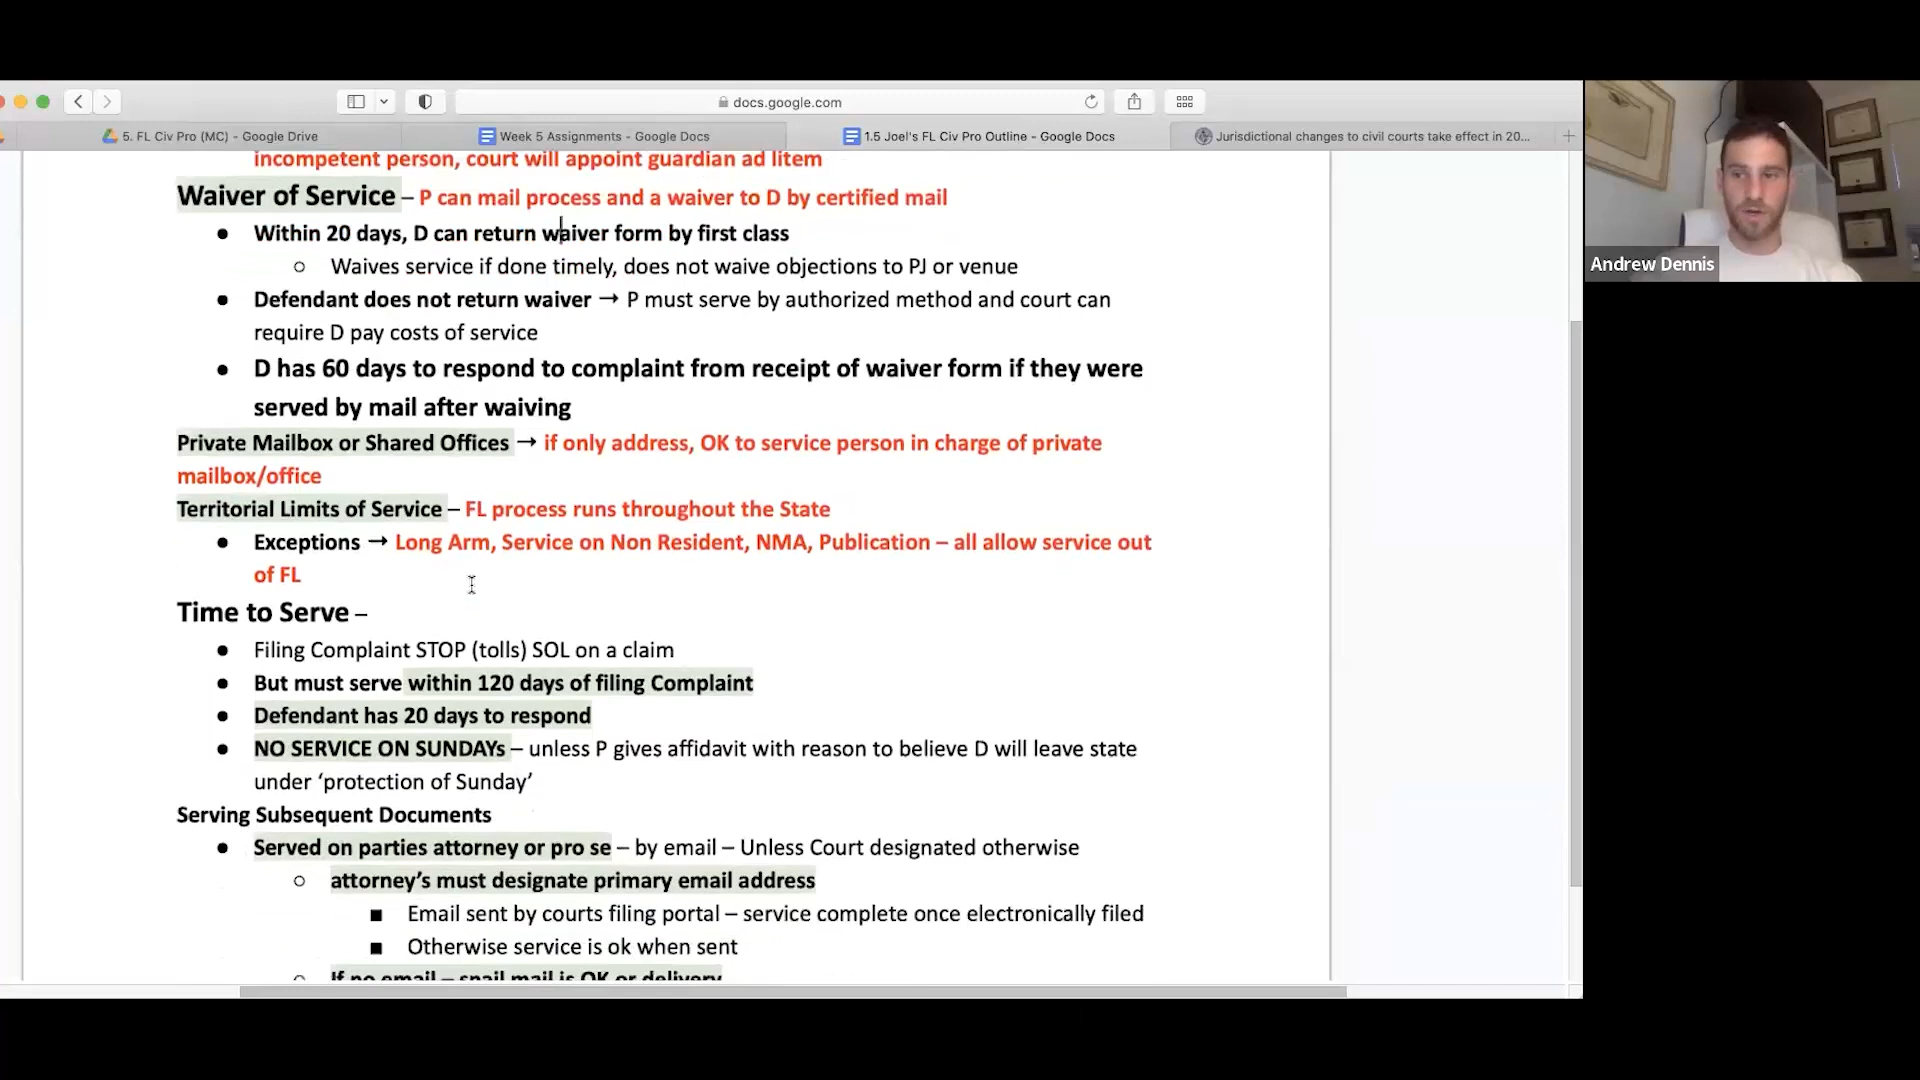 docs.google.com
5. FL Civ Pro (MC) - Google Drive
Week 5 Assignments - Google Docs
1.5 Joel's FL Civ Pro Outline - Google Docs
Jurisdictional changes to civil courts take effect in 20...
incompetent person, court will appoint guardian ad litem
Waiver of Service – P can mail process and a waiver to D by certified mail
● Within 20 days, D can return waiver form by first class
○ Waives service if done timely, does not waive objections to PJ or venue
● Defendant does not return waiver → P must serve by authorized method and court can
require D pay costs of service
● D has 60 days to respond to complaint from receipt of waiver form if they were
served by mail after waiving
Private Mailbox or Shared Offices → if only address, OK to service person in charge of private
mailbox/office
Territorial Limits of Service – FL process runs throughout the State
● Exceptions → Long Arm, Service on Non Resident, NMA, Publication – all allow service out
of FL
Time to Serve –
● Filing Complaint STOP (tolls) SOL on a claim
● But must serve within 120 days of filing Complaint
● Defendant has 20 days to respond
● NO SERVICE ON SUNDAYs – unless P gives affidavit with reason to believe D will leave state
under ‘protection of Sunday’
Serving Subsequent Documents
● Served on parties attorney or pro se – by email – Unless Court designated otherwise
○ attorney’s must designate primary email address
■ Email sent by courts filing portal – service complete once electronically filed
■ Otherwise service is ok when sent
○ If no email – snail mail is OK or delivery
Andrew Dennis